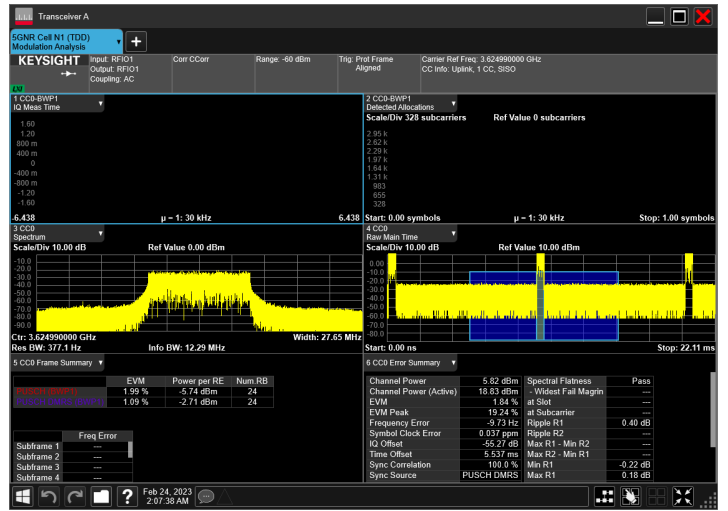 Transceiver A
5GNR Cell N1 (TDD)
Modulation Analysis
KEYSIGHT
Input: RFIO1
Output: RFIO1
Coupling: AC
Corr CCorr
Range: -60 dBm
Trig: Prot Frame
Aligned
Carrier Ref Freq: 3.624990000 GHz
CC Info: Uplink, 1 CC, SISO
LXI
1 CC0-BWP1
IQ Meas Time
1.60
1.20
800 m
400 m
0
-400 m
-800 m
-1.20
-1.60
-6.438
μ = 1: 30 kHz
6.438
2 CC0-BWP1
Detected Allocations
Scale/Div 328 subcarriers
Ref Value 0 subcarriers
2.95 k
2.62 k
2.29 k
1.97 k
1.64 k
1.31 k
983
655
328
Start: 0.00 symbols
μ = 1: 30 kHz
Stop: 1.00 symbols
3 CC0
Spectrum
Scale/Div 10.00 dB
Ref Value 0.00 dBm
-10.0
-20.0
-30.0
-40.0
-50.0
-60.0
-70.0
-80.0
-90.0
Ctr: 3.624990000 GHz
Width: 27.65 MHz
Res BW: 377.1 Hz
Info BW: 12.29 MHz
4 CC0
Raw Main Time
Scale/Div 10.00 dB
Ref Value 10.00 dBm
0.00
-10.0
-20.0
-30.0
-40.0
-50.0
-60.0
-70.0
-80.0
Start: 0.00 ns
Stop: 22.11 ms
5 CC0 Frame Summary
EVM Power per RE Num.RB
1.99 % -5.74 dBm 24
1.09 % -2.71 dBm 24
Freq Error
Subframe 1 ---
Subframe 2 ---
Subframe 3 ---
Subframe 4 ---
6 CC0 Error Summary
Channel Power 5.82 dBm Spectral Flatness Pass
Channel Power (Active) 18.83 dBm - Widest Fail Magrin ---
EVM 1.84 % at Slot ---
EVM Peak 19.24 % at Subcarrier ---
Frequency Error -9.73 Hz Ripple R1 0.40 dB
Symbol Clock Error 0.037 ppm Ripple R2 ---
IQ Offset -55.27 dB Max R1 - Min R2 ---
Time Offset 5.537 ms Max R2 - Min R1 ---
Sync Correlation 100.0 % Min R1 -0.22 dB
Sync Source PUSCH DMRS Max R1 0.18 dB
Feb 24, 2023
2:07:38 AM